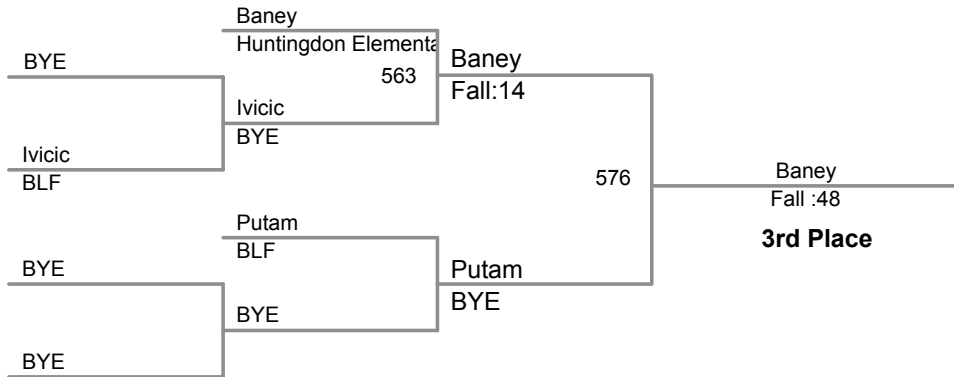 Baney
Huntingdon Element
BYE
563
Baney
Fall:14
Ivicic
BYE
Ivicic
BLF
576
Baney
Fall :48
3rd Place
Putam
BLF
BYE
Putam
BYE
BYE
BYE